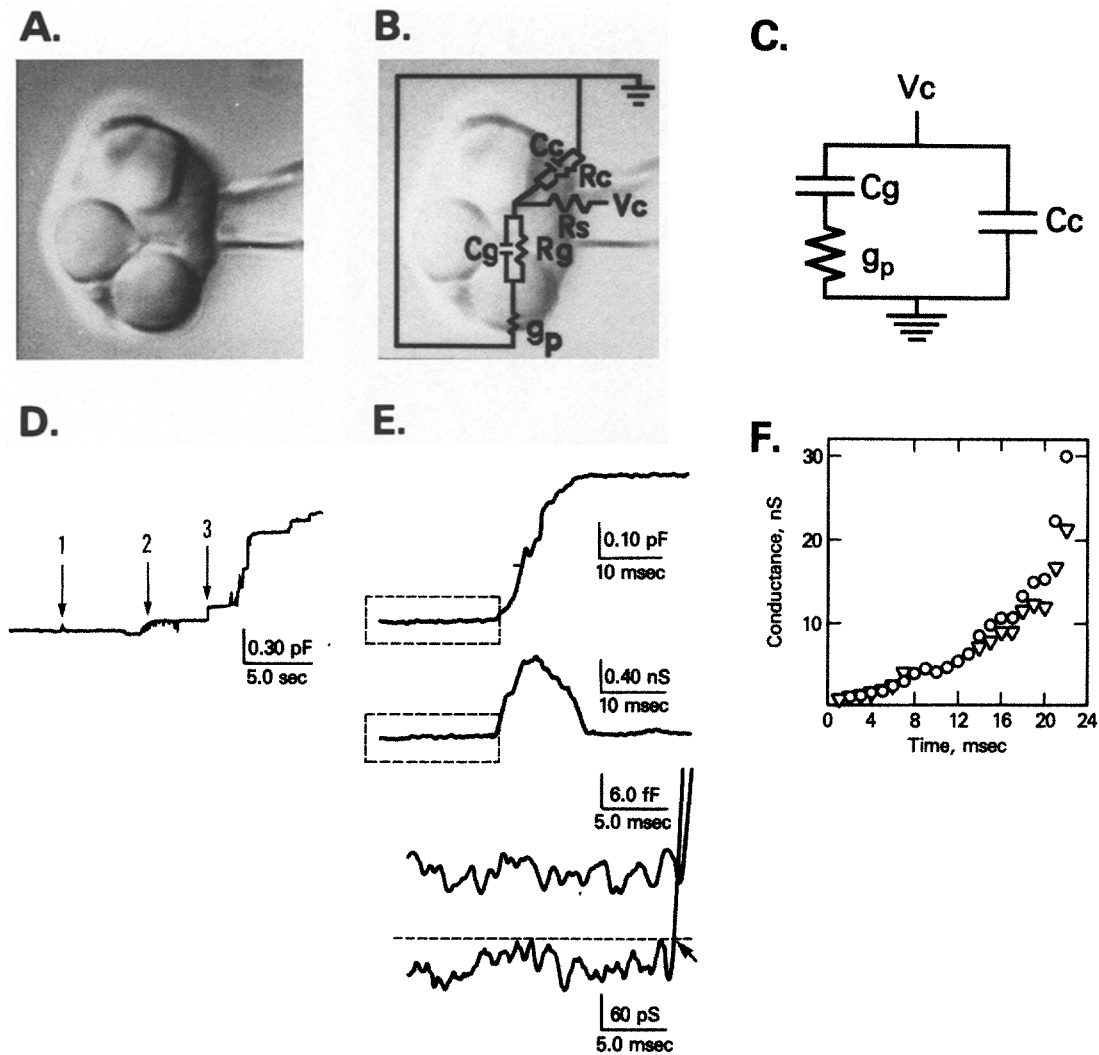 A.
B.
Cc
Rc
Vc
Rs
Cg
Rg
gp
C.
Vc
Cg
Cc
gp
D.
1
2
3
0.30 pF
5.0 sec
E.
0.10 pF
10 msec
0.40 nS
10 msec
6.0 fF
5.0 msec
60 pS
5.0 msec
F.
30
20
10
Conductance, nS
0 4 8 12 16 20 24
Time, msec